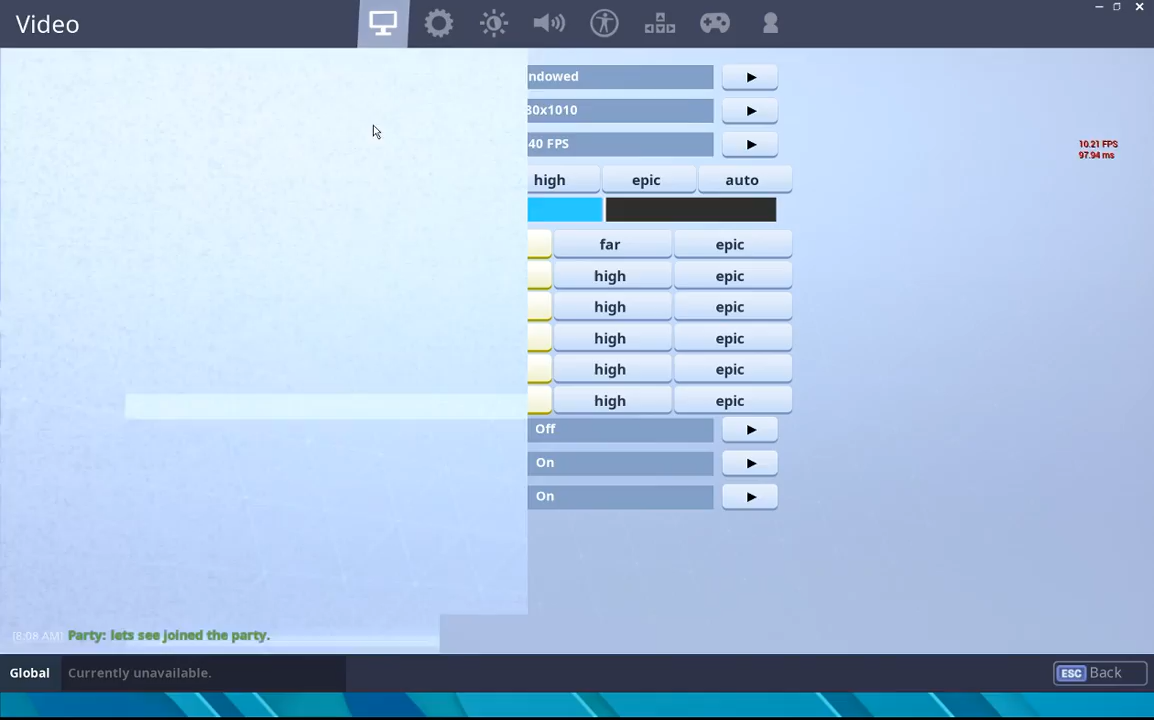 Video
ndowed
▶
80x1010
▶
40 FPS
▶
10.21 FPS
97.94 ms
high epic auto
far epic
high epic
high epic
high epic
high epic
high epic
Off ▶
On ▶
On ▶
[8:08 AM] Party: lets see joined the party.
Global Currently unavailable.
ESC Back